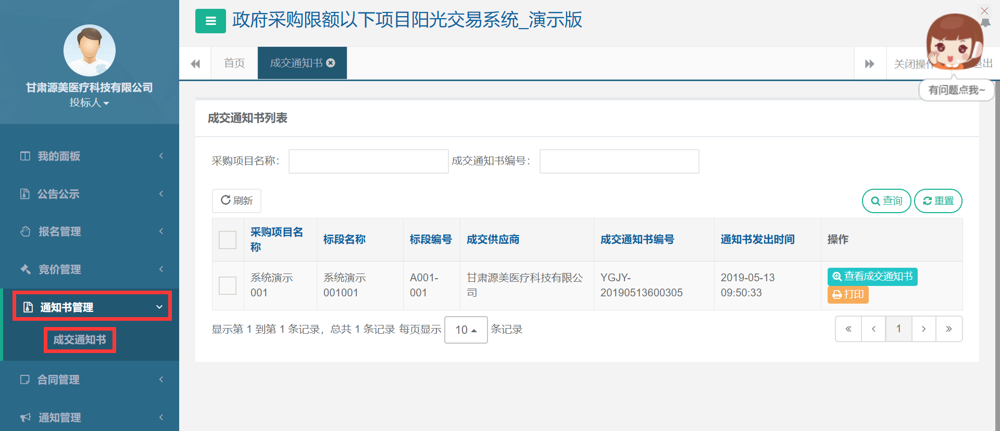 甘肃源美医疗科技有限公司
投标人
我的面板
公告公示
报名管理
竞价管理
通知书管理
成交通知书
合同管理
通知管理
政府采购限额以下项目阳光交易系统_演示版
首页
成交通知书
关闭操作
退出
有问题点我~
成交通知书列表
采购项目名称：
成交通知书编号：
刷新
查询
重置
采购项目名
称
标段名称
标段编号
成交供应商
成交通知书编号
通知书发出时间
操作
系统演示
001
系统演示
001001
A001-
001
甘肃源美医疗科技有限公
司
YGJY-
20190513600305
2019-05-13
09:50:33
查看成交通知书
打印
显示第 1 到第 1 条记录，总共 1 条记录 每页显示 10 条记录
« ‹ 1 › »